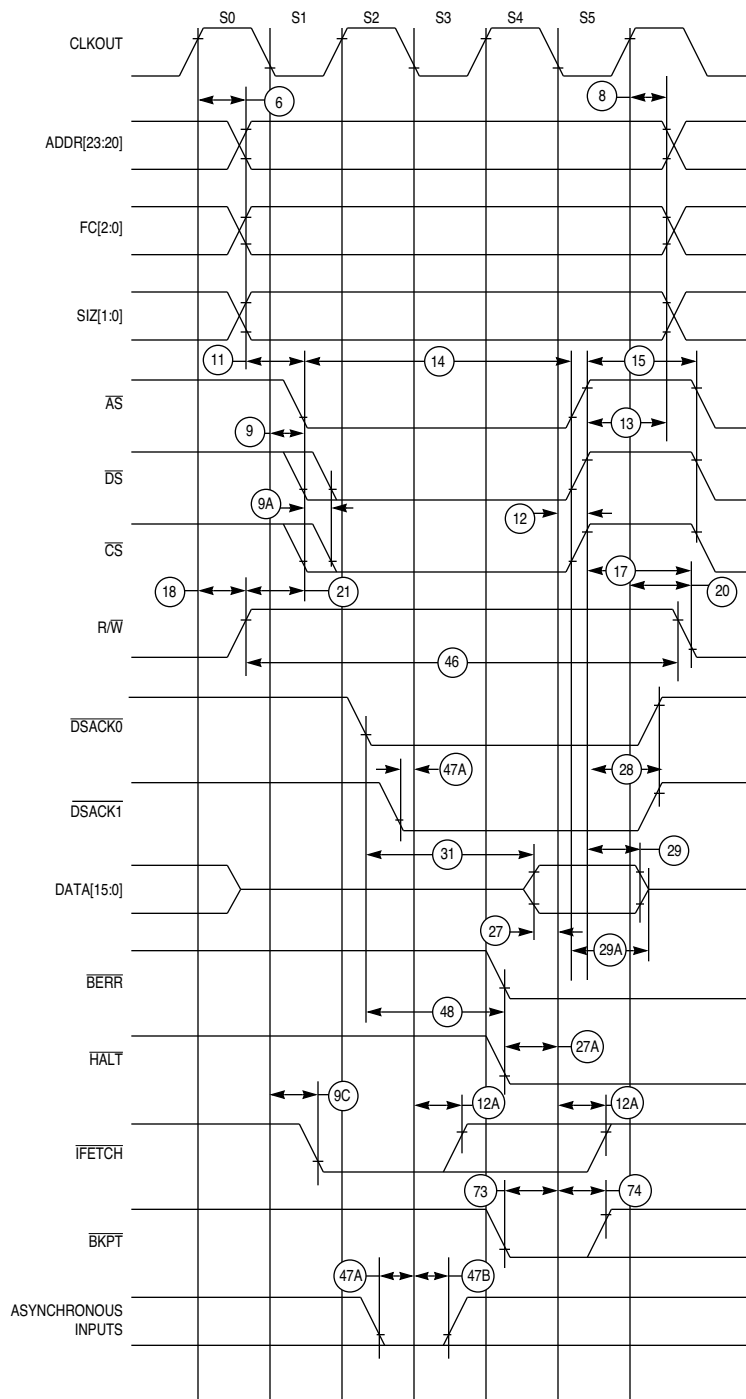 S0 S1 S2 S3 S4 S5
CLKOUT
6 8
ADDR[23:20]
FC[2:0]
SIZ[1:0]
11 14 15
AS
9 13
DS
9A 12
CS
17
18 21 20
R/W
46
DSACK0
47A 28
DSACK1
31 29
DATA[15:0]
27 29A
BERR
48
27A
HALT
9C 12A 12A
IFETCH
73 74
BKPT
47A 47B
ASYNCHRONOUS
INPUTS